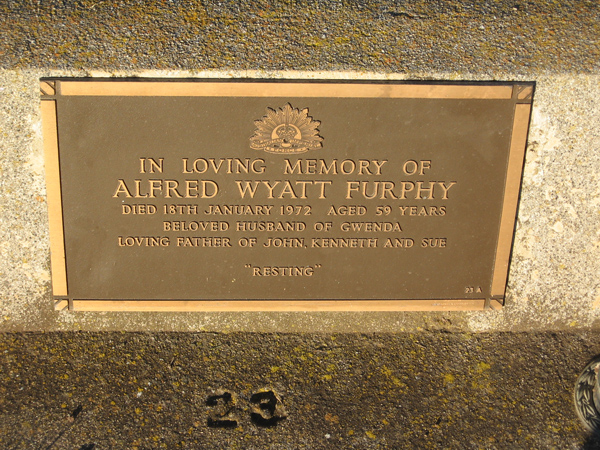 IN LOVING MEMORY OF
ALFRED WYATT FURPHY
DIED 18TH JANUARY 1972 AGED 59 YEARS
BELOVED HUSBAND OF GWENDA
LOVING FATHER OF JOHN, KENNETH AND SUE
"RESTING"
23 A
23